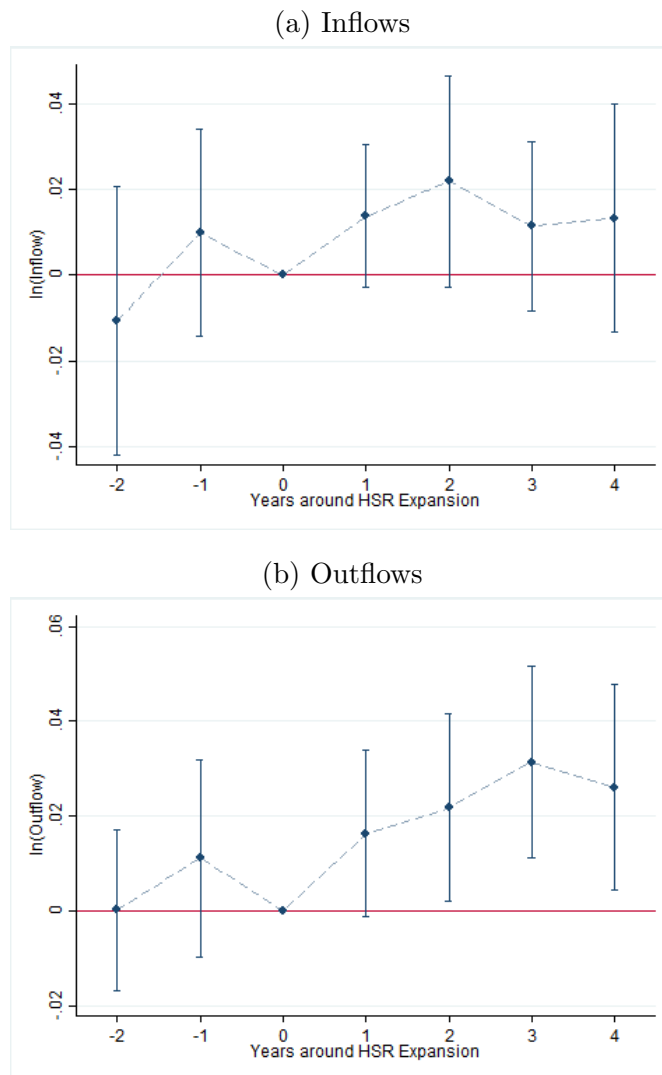 (a) Inflows
.04
.02
0
-.02
-.04
ln(Inflow)
-2 -1 0 1 2 3 4
Years around HSR Expansion
(b) Outflows
.06
.04
.02
0
-.02
ln(Outflow)
-2 -1 0 1 2 3 4
Years around HSR Expansion